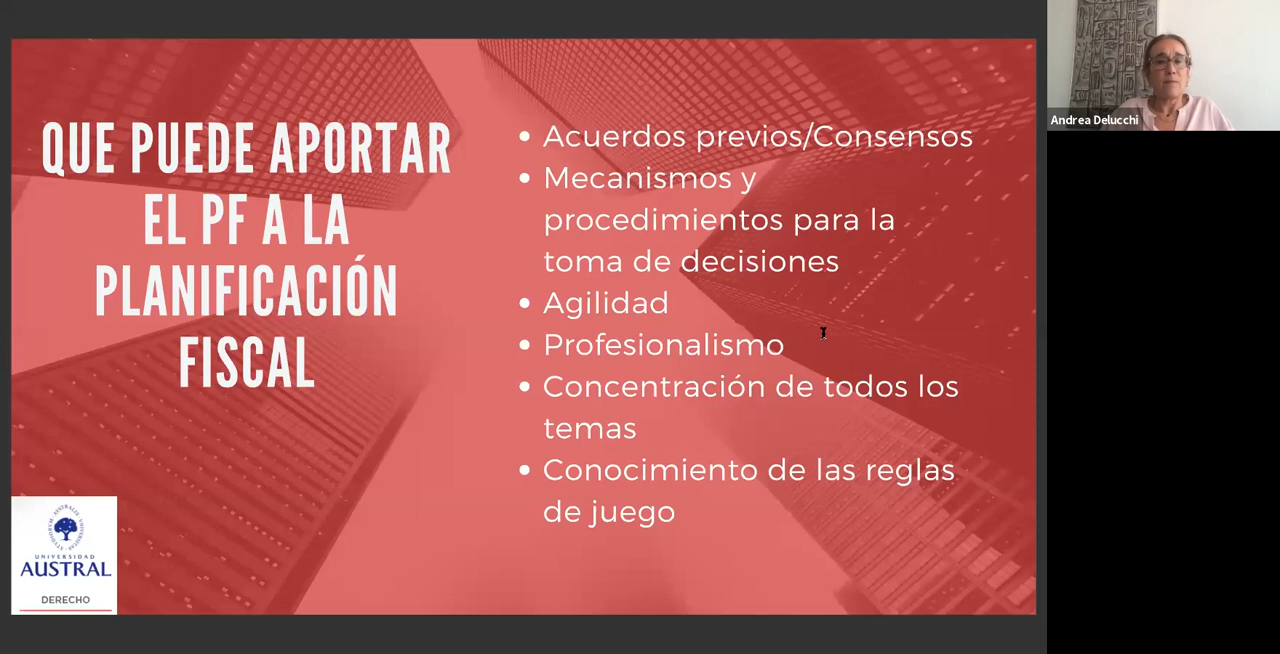 QUE PUEDE APORTAR
EL PF A LA
PLANIFICACIÓN
FISCAL
• Acuerdos previos/Consensos
• Mecanismos y
procedimientos para la
toma de decisiones
• Agilidad
• Profesionalismo
• Concentración de todos los
temas
• Conocimiento de las reglas
de juego
UNIVERSIDAD
AUSTRAL
DERECHO
Andrea Delucchi